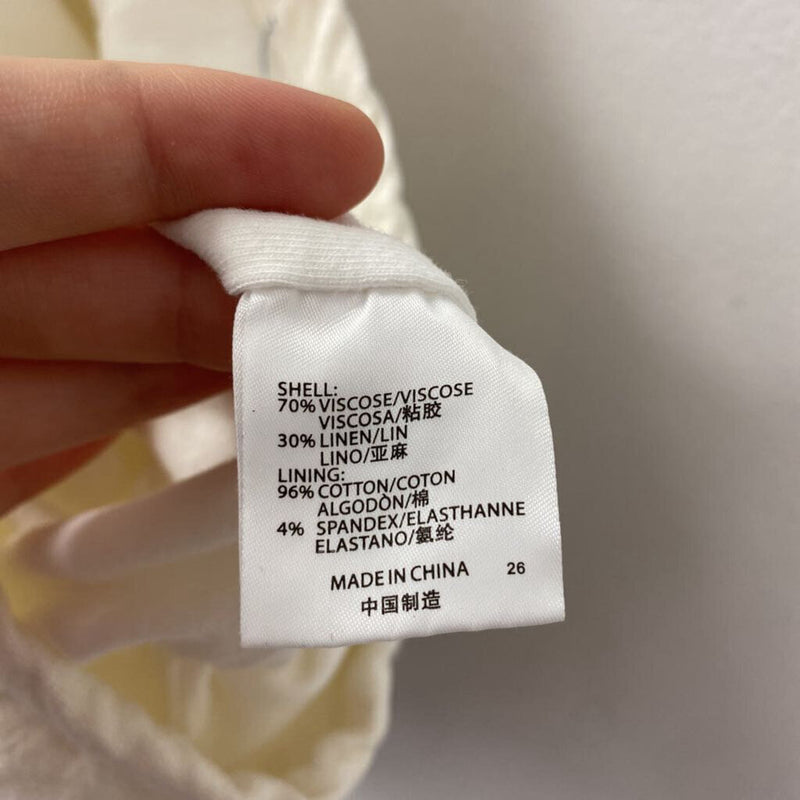 SHELL:
70% VISCOSE/VISCOSE
VISCOSA/粘胶
30% LINEN/LIN
LINO/亚麻
LINING:
96% COTTON/COTON
ALGODÒN/棉
4% SPANDEX/ELASTHANNE
ELASTANO/氨纶
MADE IN CHINA 26
中国制造